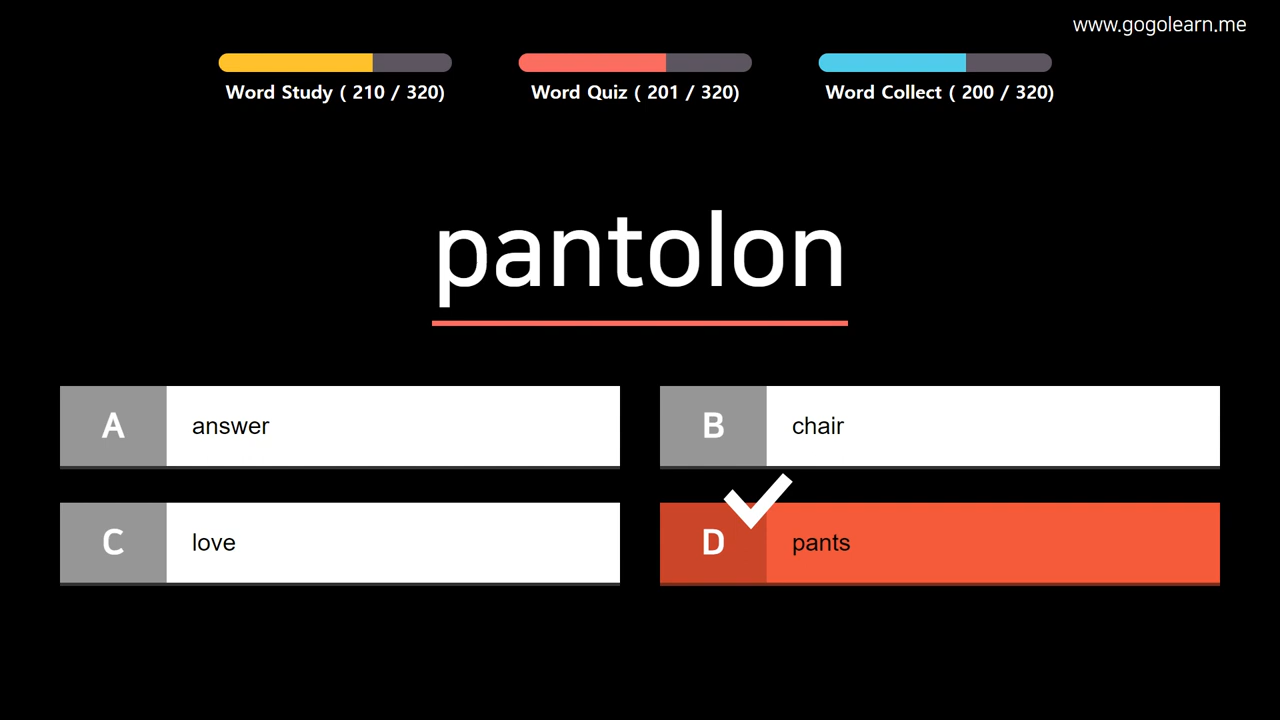 www.gogolearn.me
Word Study ( 210 / 320)
Word Quiz ( 201 / 320)
Word Collect ( 200 / 320)
pantolon
A answer
B chair
C love
D pants